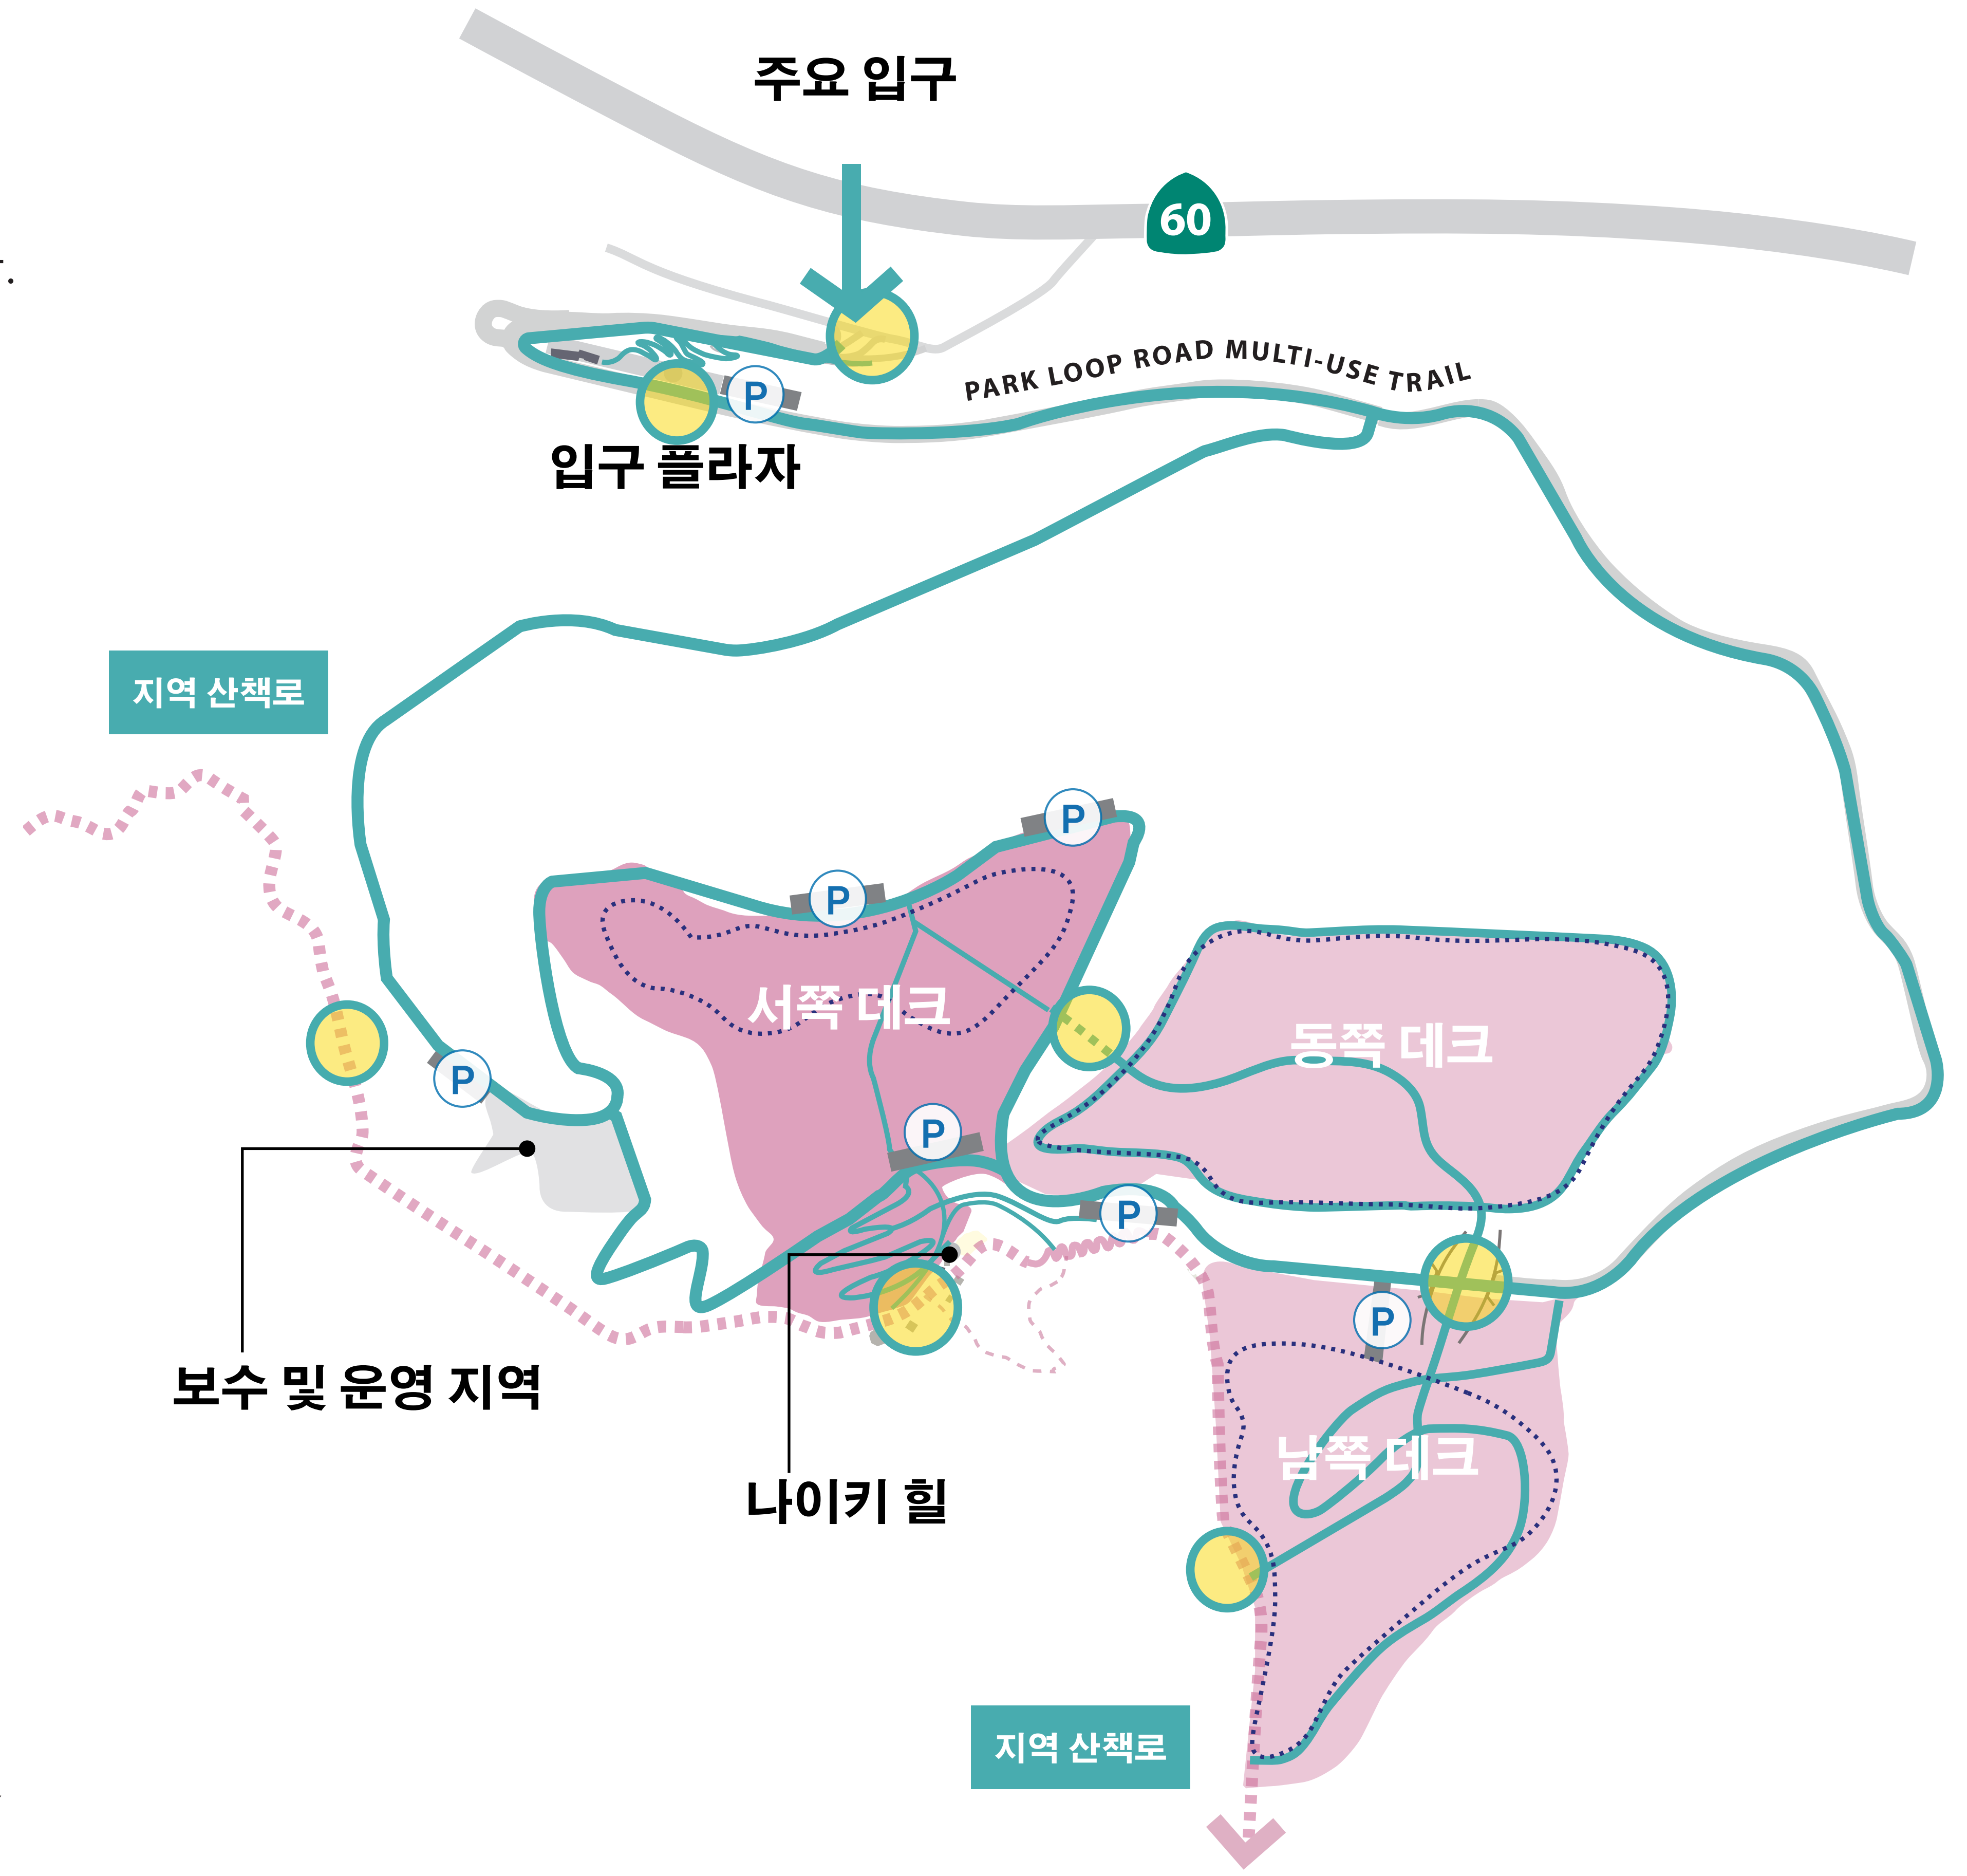 주요 입구
60
PARK LOOP ROAD MULTI-USE TRAIL
P
입구 플라자
지역 산책로
P
P
서쪽 데크
동쪽 데크
P
P
P
P
보수 및 운영 지역
남쪽 데크
나이키 힐
지역 산책로